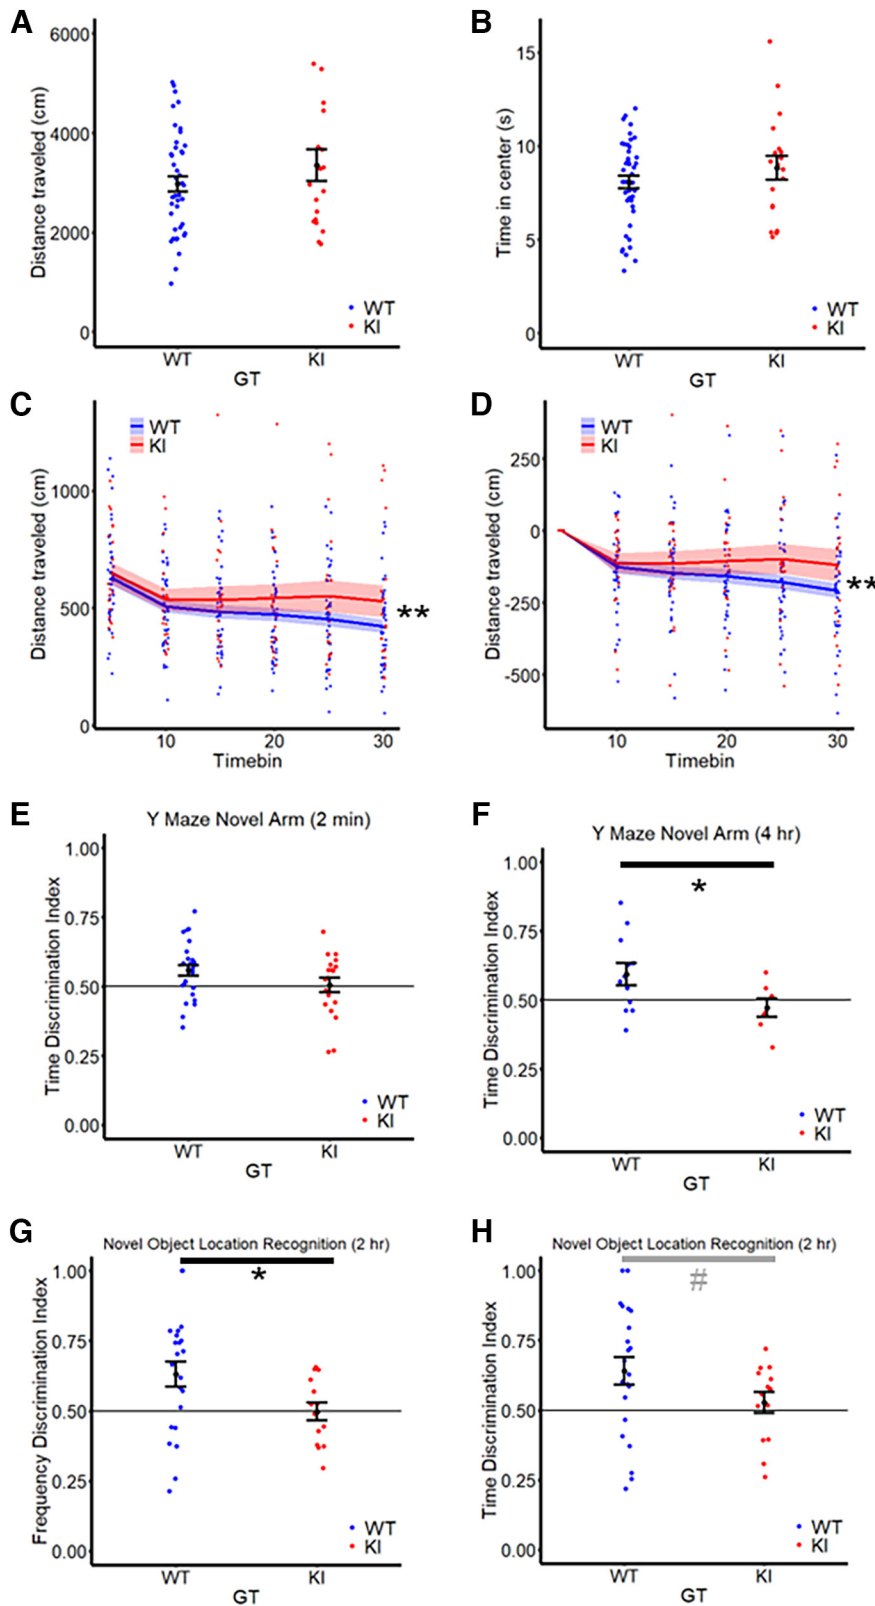 A
Distance traveled (cm)
6000
4000
2000
0
WT
KI
WT
KI
GT
B
Time in center (s)
15
10
5
0
WT
KI
WT
KI
GT
C
Distance traveled (cm)
1000
500
0
WT
KI
**
10
20
30
Timebin
D
Distance traveled (cm)
250
0
-250
-500
WT
KI
**
10
20
30
Timebin
E
Y Maze Novel Arm (2 min)
Time Discrimination Index
1.00
0.75
0.50
0.25
0.00
WT
KI
WT
KI
GT
F
Y Maze Novel Arm (4 hr)
*
Time Discrimination Index
1.00
0.75
0.50
0.25
0.00
WT
KI
WT
KI
GT
G
Novel Object Location Recognition (2 hr)
*
Frequency Discrimination Index
1.00
0.75
0.50
0.25
0.00
WT
KI
WT
KI
GT
H
Novel Object Location Recognition (2 hr)
#
Time Discrimination Index
1.00
0.75
0.50
0.25
0.00
WT
KI
WT
KI
GT